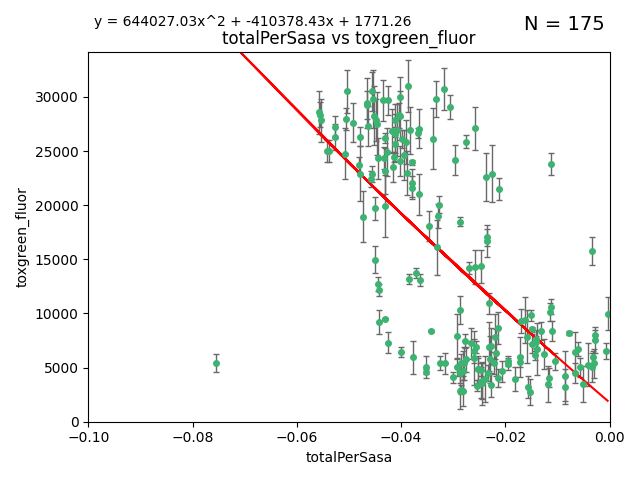 y = 644027.03x^2 + -410378.43x + 1771.26
N = 175
totalPerSasa vs toxgreen_fluor
toxgreen_fluor
30000
25000
20000
15000
10000
5000
0
−0.10 −0.08 −0.06 −0.04 −0.02 0.00
totalPerSasa